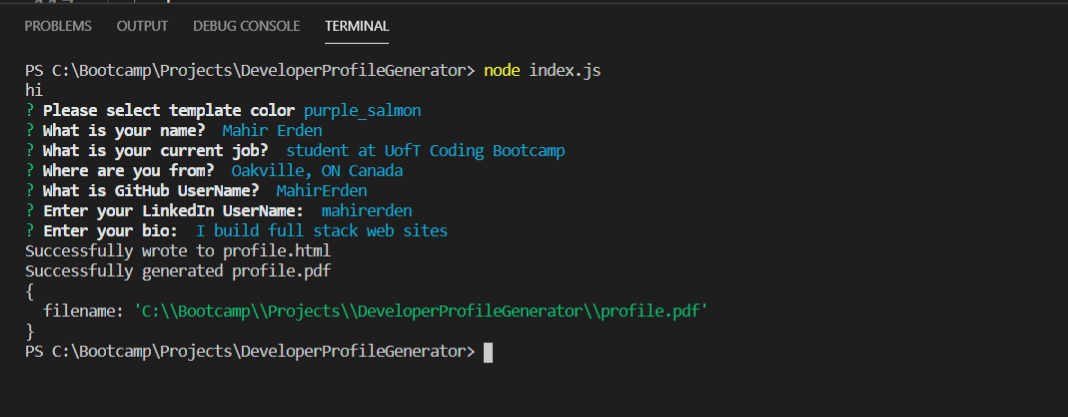 PROBLEMS OUTPUT DEBUG CONSOLE TERMINAL
PS C:\Bootcamp\Projects\DeveloperProfileGenerator> node index.js
hi
? Please select template color purple_salmon
? What is your name?  Mahir Erden
? What is your current job?  student at UofT Coding Bootcamp
? Where are you from?  Oakville, ON Canada
? What is GitHub UserName?  MahirErden
? Enter your LinkedIn UserName:  mahirerden
? Enter your bio:  I build full stack web sites
Successfully wrote to profile.html
Successfully generated profile.pdf
{
  filename: 'C:\\Bootcamp\\Projects\\DeveloperProfileGenerator\\profile.pdf'
}
PS C:\Bootcamp\Projects\DeveloperProfileGenerator>